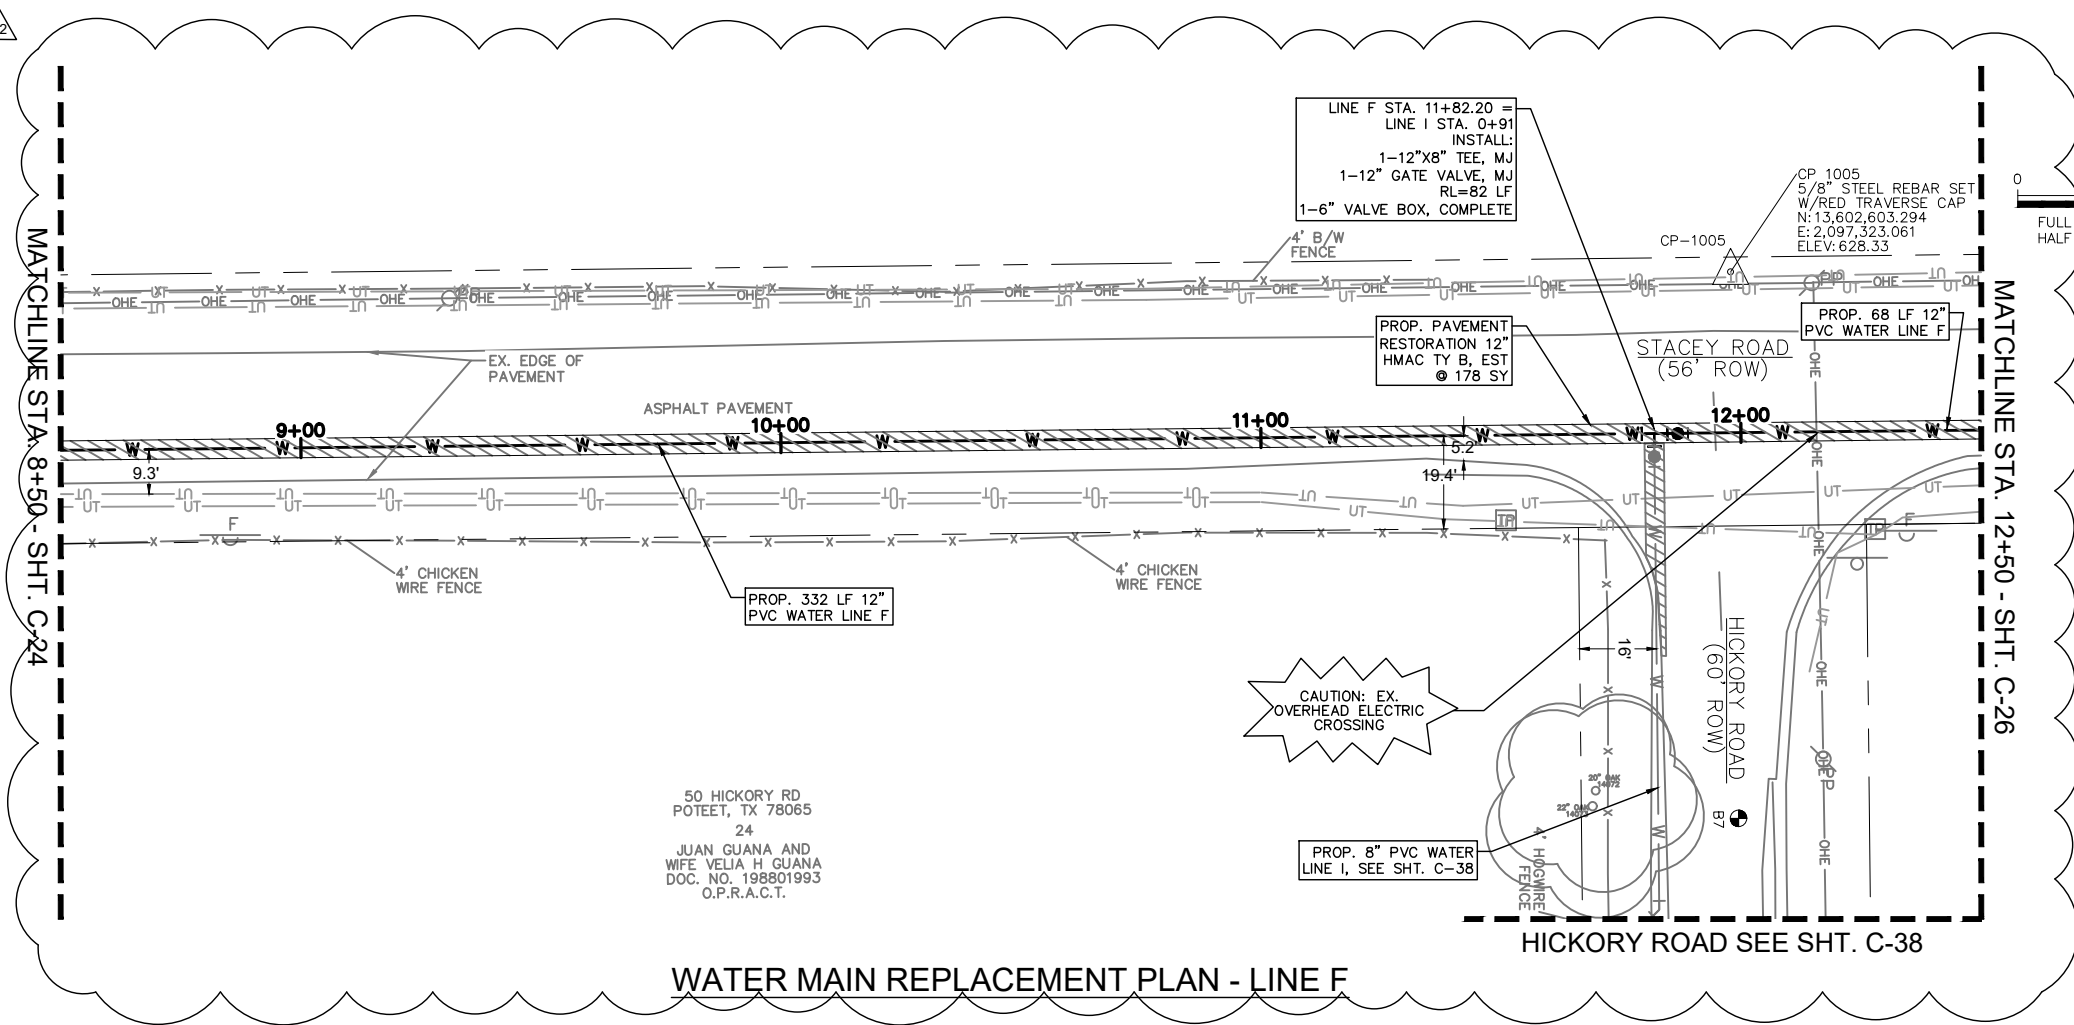 2
LINE F STA. 11+82.20 =
LINE I STA. 0+91
INSTALL:
1-12"X8" TEE, MJ
1-12" GATE VALVE, MJ
RL=82 LF
1-6" VALVE BOX, COMPLETE
CP 1005
5/8" STEEL REBAR SET
W/RED TRAVERSE CAP
N: 13,602,603.294
E: 2,097,323.061
ELEV: 628.33
CP-1005
0
FULL
HALF
4' B/W
FENCE
MATCHLINE STA. 8+50 - SHT. C-24
MATCHLINE STA. 12+50 - SHT. C-26
PROP. PAVEMENT
RESTORATION 12"
HMAC TY B, EST
@ 178 SY
PROP. 68 LF 12"
PVC WATER LINE F
STACEY ROAD
(56' ROW)
EX. EDGE OF
PAVEMENT
ASPHALT PAVEMENT
9+00
10+00
11+00
12+00
9.3'
5.2'
19.4'
4' CHICKEN
WIRE FENCE
4' CHICKEN
WIRE FENCE
PROP. 332 LF 12"
PVC WATER LINE F
16'
HICKORY ROAD
(60' ROW)
CAUTION: EX.
OVERHEAD ELECTRIC
CROSSING
20" OAK
14072
22" OAK
B7
PP
4' HOGWIRE
FENCE
PROP. 8" PVC WATER
LINE I, SEE SHT. C-38
50 HICKORY RD
POTEET, TX 78065
24
JUAN GUANA AND
WIFE VELIA H GUANA
DOC. NO. 198801993
O.P.R.A.C.T.
HICKORY ROAD SEE SHT. C-38
WATER MAIN REPLACEMENT PLAN - LINE F